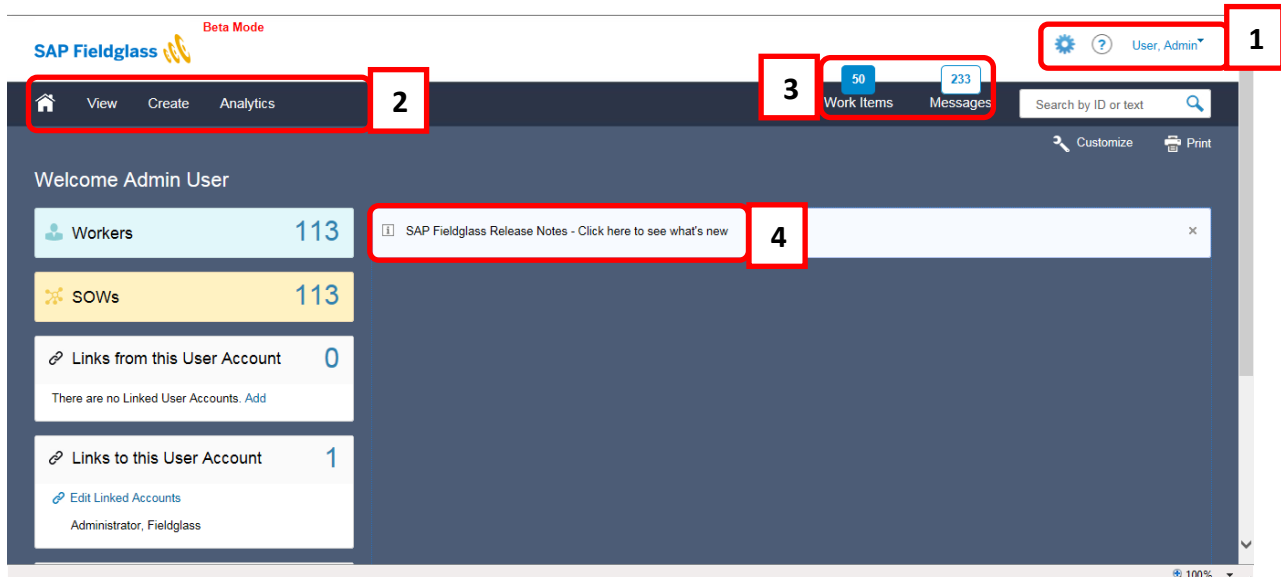 Beta Mode
SAP Fieldglass
User, Admin
1
50
233
3
2
View Create Analytics
Work Items Messages
Search by ID or text
Customize Print
Welcome Admin User
Workers 113
SAP Fieldglass Release Notes - Click here to see what's new
4
SOWs 113
Links from this User Account 0
There are no Linked User Accounts. Add
Links to this User Account 1
Edit Linked Accounts
Administrator, Fieldglass
100%